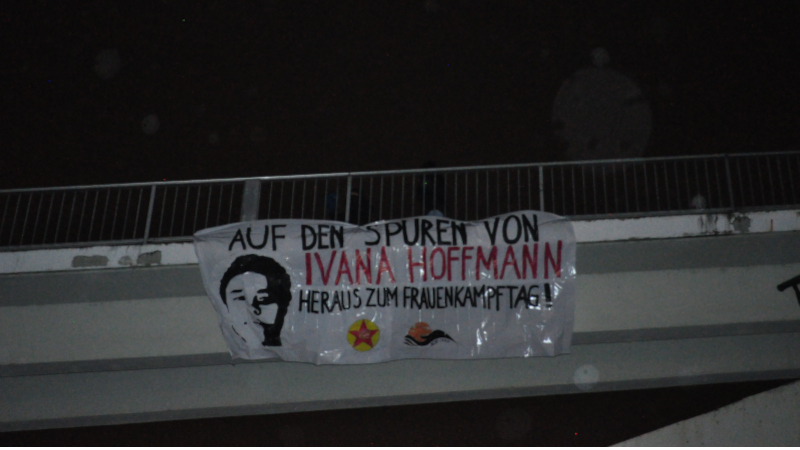 AUF DEN SPUREN VON
IVANA HOFFMANN
HERAUS ZUM FRAUENKAMPFTAG!